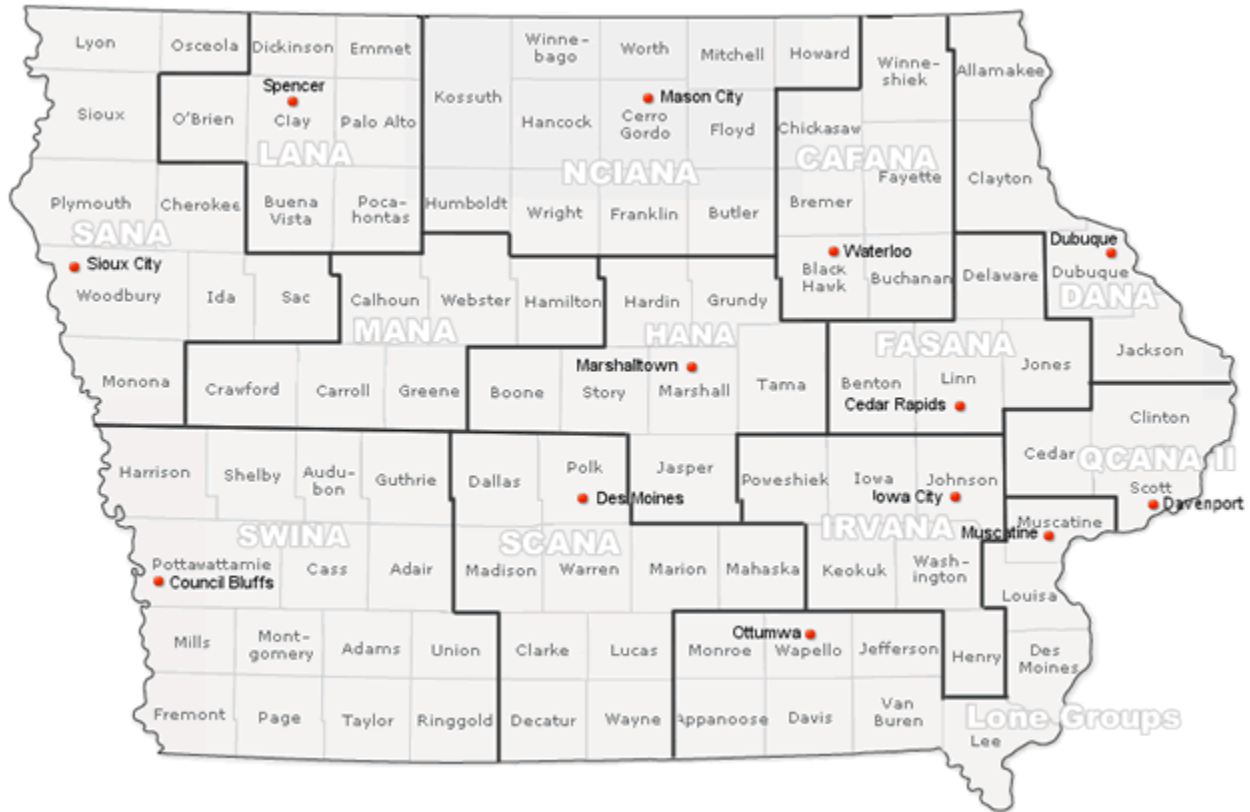 Lyon
Osceola
Dickinson
Emmet
Winne-
bago
Worth
Mitchell
Howard
Winne-
shiek
Allamakee
Sioux
O'Brien
Spencer
Clay
Palo Alto
Kossuth
Hancock
Mason City
Cerro
Gordo
Floyd
Chickasaw
LANA
NCIANA
CAFANA
Fayette
Clayton
Plymouth
Cherokee
Buena
Vista
Poca-
hontas
Humboldt
Wright
Franklin
Butler
Bremer
SANA
Sioux City
Woodbury
Ida
Sac
Calhoun
Webster
Hamilton
Hardin
Grundy
Waterloo
Black
Hawk
Buchanan
Delaware
Dubuque
Dubuque
DANA
MANA
HANA
FASANA
Jackson
Monona
Crawford
Carroll
Greene
Boone
Story
Marshalltown
Marshall
Tama
Benton
Linn
Cedar Rapids
Jones
Clinton
Harrison
Shelby
Audu-
bon
Guthrie
Dallas
Polk
Des Moines
Jasper
Poweshiek
Iowa
Johnson
Iowa City
Cedar
QCANA II
Scott
Davenport
SWINA
SCANA
IRVANA
Muscatine
Muscatine
Pottawattamie
Council Bluffs
Cass
Adair
Madison
Warren
Marion
Mahaska
Keokuk
Wash-
ington
Louisa
Mills
Mont-
gomery
Adams
Union
Clarke
Lucas
Ottumwa
Monroe
Wapello
Jefferson
Henry
Des
Moines
Fremont
Page
Taylor
Ringgold
Decatur
Wayne
Appanoose
Davis
Van
Buren
Lone Groups
Lee